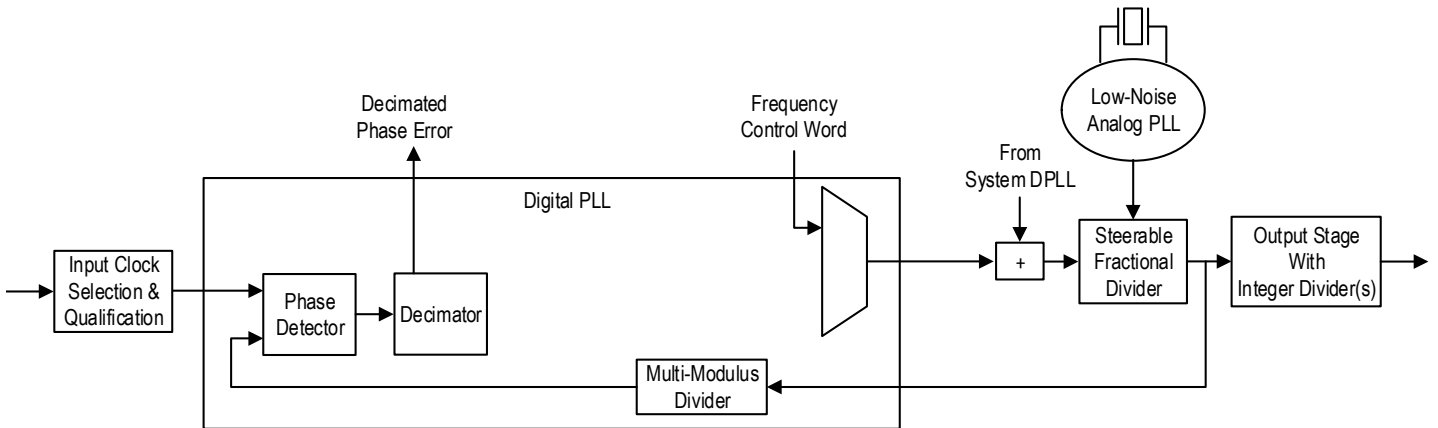 Low-Noise
Analog PLL
Decimated
Phase Error
Frequency
Control Word
From
System DPLL
Digital PLL
Input Clock
Selection &
Qualification
Phase
Detector
Decimator
+
Steerable
Fractional
Divider
Output Stage
With
Integer Divider(s)
Multi-Modulus
Divider